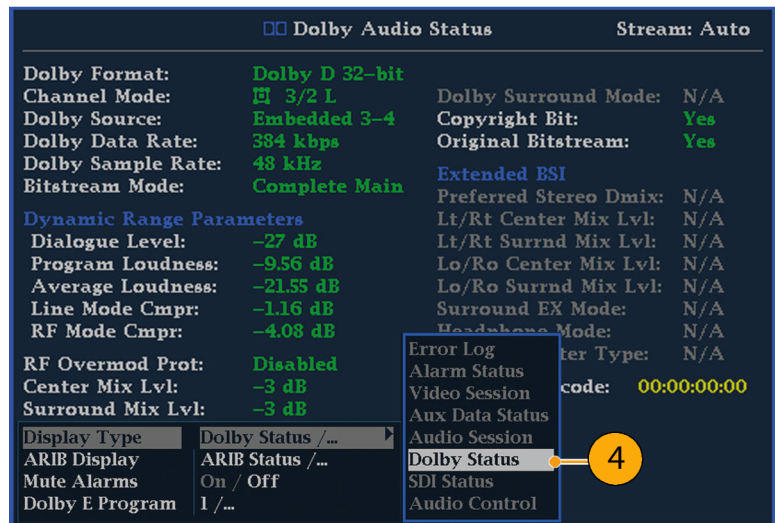 Dolby Audio Status Stream: Auto
Dolby Format: Dolby D 32-bit
Channel Mode: 3/2 L Dolby Surround Mode: N/A
Dolby Source: Embedded 3-4 Copyright Bit: Yes
Dolby Data Rate: 384 kbps Original Bitstream: Yes
Dolby Sample Rate: 48 kHz
Extended BSI
Bitstream Mode: Complete Main
Preferred Stereo Dmix: N/A
Dynamic Range Parameters Lt/Rt Center Mix Lvl: N/A
Dialogue Level: -27 dB Lt/Rt Surrnd Mix Lvl: N/A
Program Loudness: -9.56 dB Lo/Ro Center Mix Lvl: N/A
Average Loudness: -21.55 dB Lo/Ro Surrnd Mix Lvl: N/A
Line Mode Cmpr: -1.16 dB Surround EX Mode: N/A
RF Mode Cmpr: -4.08 dB Headphone Mode: N/A
ter Type: N/A
RF Overmod Prot: Disabled
Center Mix Lvl: -3 dB code: 00:00:00:00
Surround Mix Lvl: -3 dB
Display Type Dolby Status /...
ARIB Display ARIB Status /...
Mute Alarms On / Off
Dolby E Program 1 /...
Error Log
Alarm Status
Video Session
Aux Data Status
Audio Session
Dolby Status 4
SDI Status
Audio Control